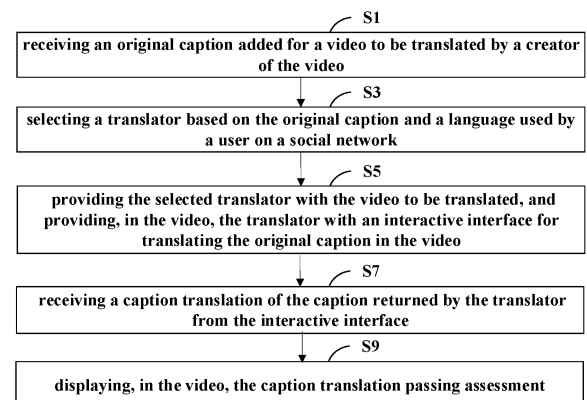 S1
receiving an original caption added for a video to be translated by a creator
of the video
S3
selecting a translator based on the original caption and a language used by
a user on a social network
S5
providing the selected translator with the video to be translated, and
providing, in the video, the translator with an interactive interface for
translating the original caption in the video
S7
receiving a caption translation of the caption returned by the translator
from the interactive interface
S9
displaying, in the video, the caption translation passing assessment